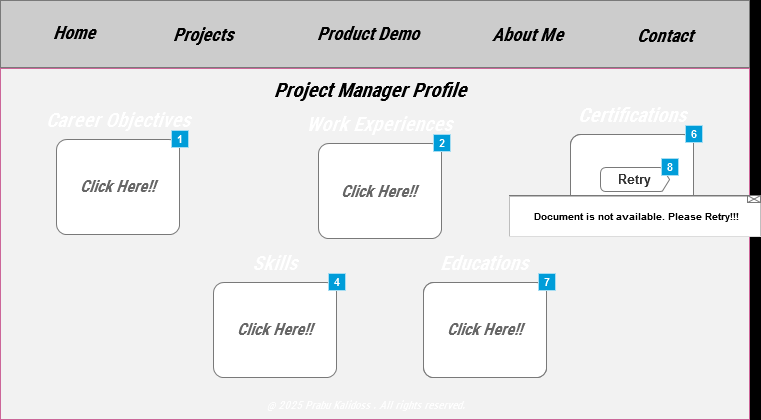 Home Projects Product Demo About Me Contact
Project Manager Profile
Career Objectives Work Experiences Certifications
1 2 6
8
Retry
Click Here!! Click Here!!
Document is not available. Please Retry!!!
Skills Educations
4 7
Click Here!! Click Here!!
@ 2025 Prabu Kalidoss . All rights reserved.